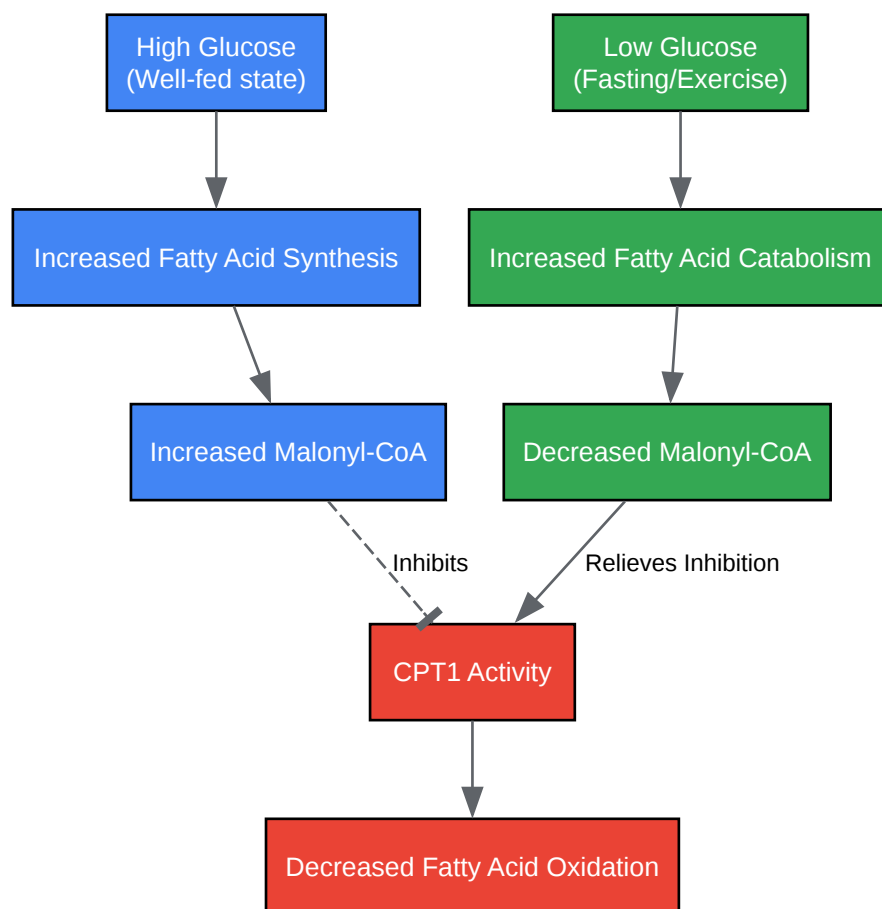 High Glucose
(Well-fed state)
Low Glucose
(Fasting/Exercise)
Increased Fatty Acid Synthesis
Increased Fatty Acid Catabolism
Increased Malonyl-CoA
Decreased Malonyl-CoA
Inhibits
Relieves Inhibition
CPT1 Activity
Decreased Fatty Acid Oxidation